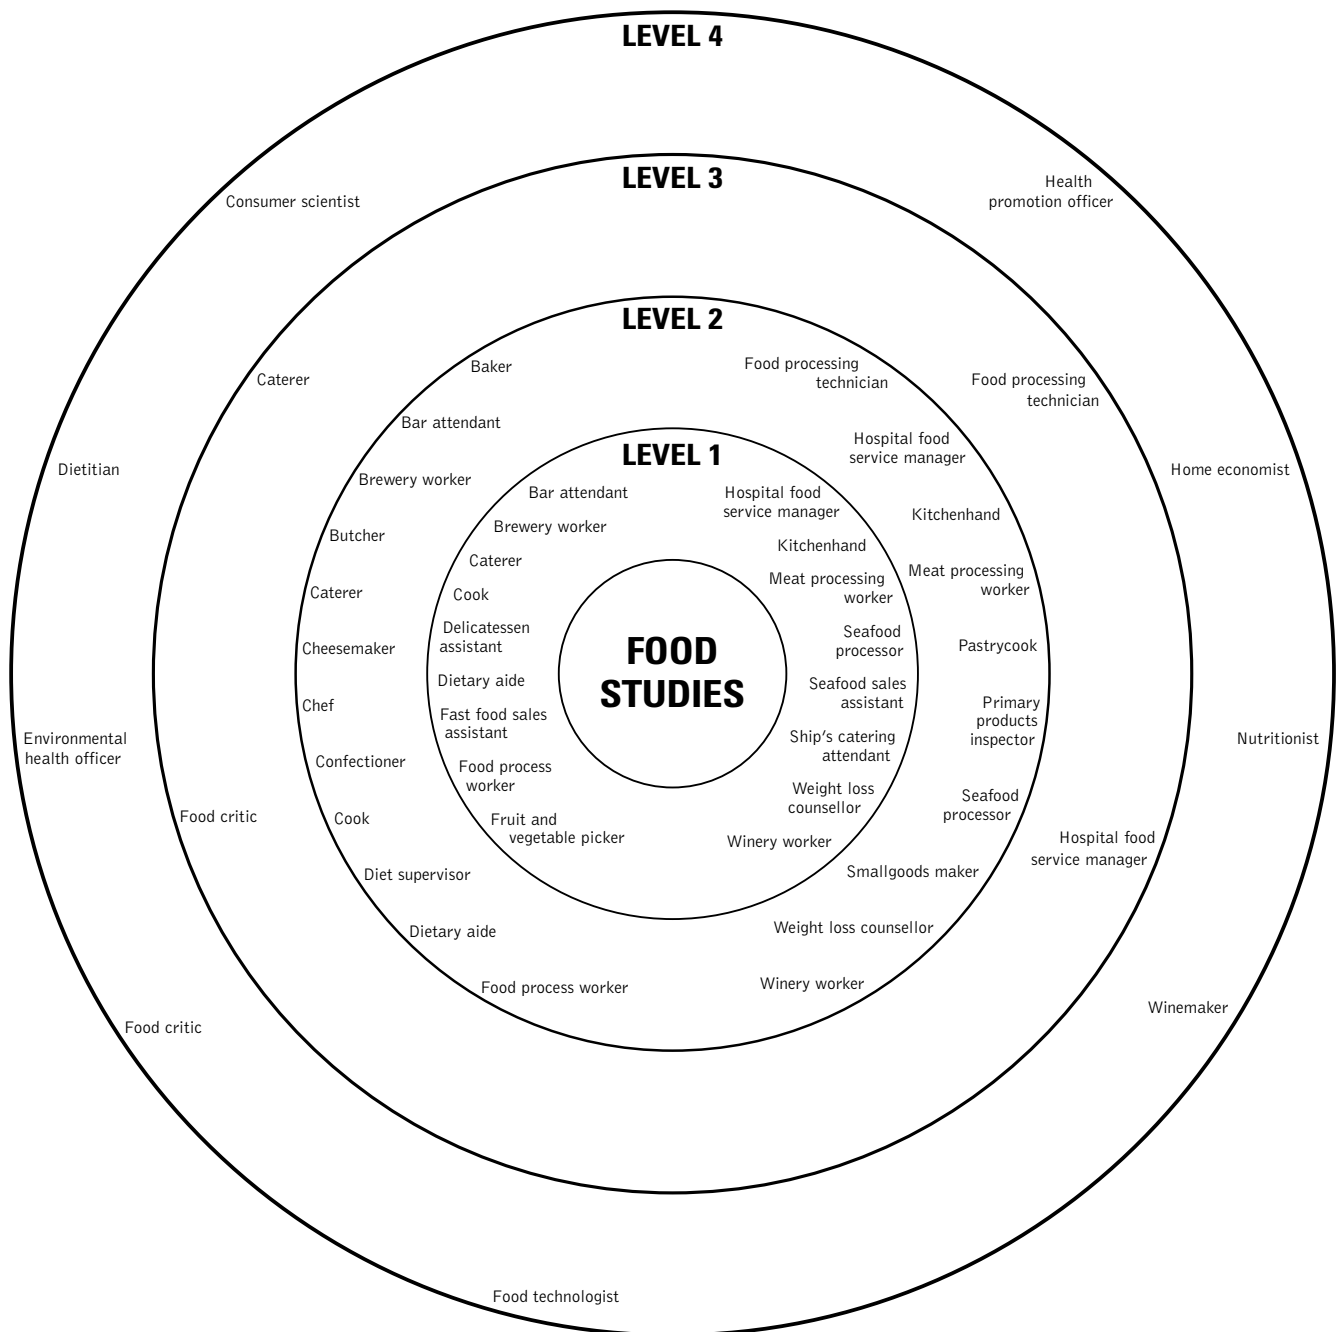 LEVEL 4
Consumer scientist
Dietitian
Environmental
health officer
Food critic
Food technologist
Health
promotion officer
Home economist
Nutritionist
Winemaker
LEVEL 3
Caterer
Food critic
Food processing
technician
Hospital food
service manager
LEVEL 2
Baker
Bar attendant
Brewery worker
Butcher
Caterer
Cheesemaker
Chef
Confectioner
Cook
Diet supervisor
Dietary aide
Food process worker
Food processing
technician
Hospital food
service manager
Kitchenhand
Meat processing
worker
Pastrycook
Primary
products
inspector
Seafood
processor
Smallgoods maker
Weight loss counsellor
Winery worker
LEVEL 1
Bar attendant
Brewery worker
Caterer
Cook
Delicatessen
assistant
Dietary aide
Fast food sales
assistant
Food process
worker
Fruit and
vegetable picker
Hospital food
service manager
Kitchenhand
Meat processing
worker
Seafood
processor
Seafood sales
assistant
Ship's catering
attendant
Weight loss
counsellor
Winery worker
FOOD
STUDIES